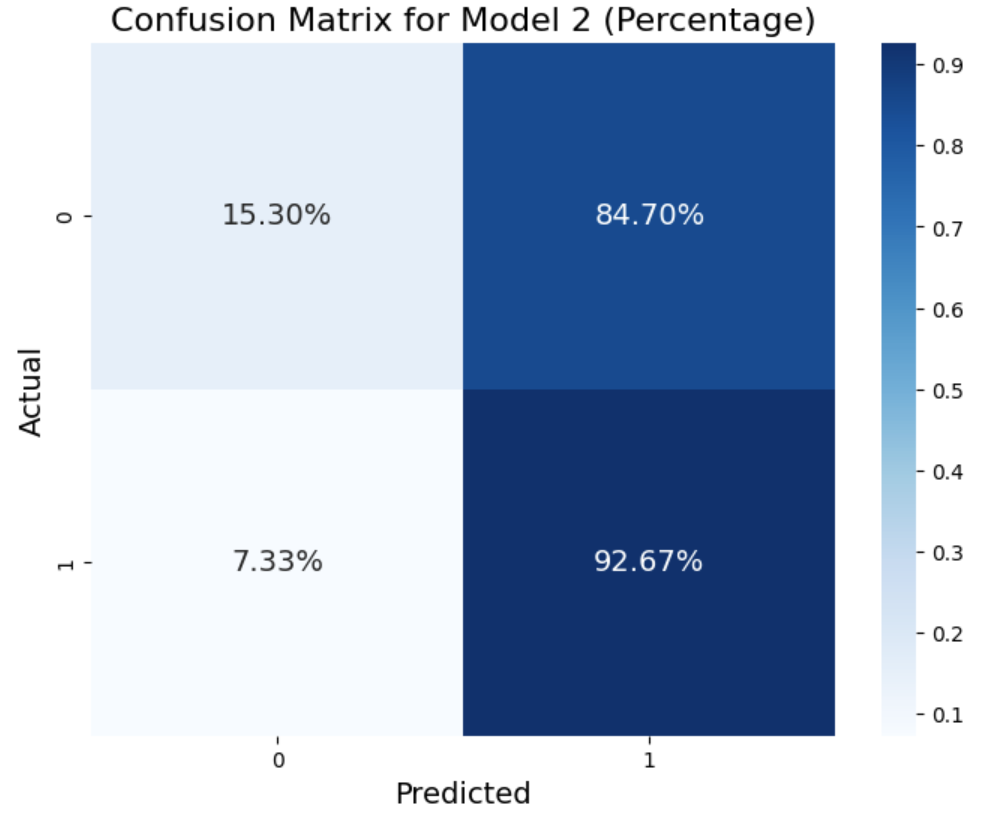 Confusion Matrix for Model 2 (Percentage)
0.9
0.8
0 15.30% 84.70%
0.7
0.6
Actual
0.5
0.4
1 7.33% 92.67%
0.3
0.2
0.1
0 1
Predicted